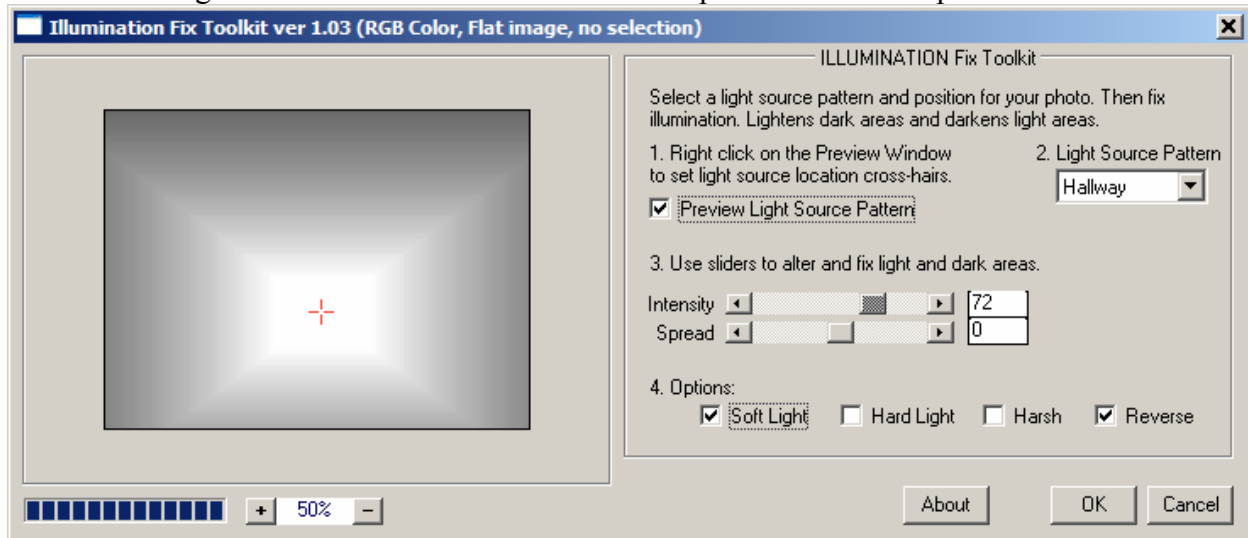 Illumination Fix Toolkit ver 1.03 (RGB Color, Flat image, no selection)
ILLUMINATION Fix Toolkit
Select a light source pattern and position for your photo. Then fix
illumination. Lightens dark areas and darkens light areas.
1. Right click on the Preview Window
to set light source location cross-hairs.
2. Light Source Pattern
Hallway
Preview Light Source Pattern
3. Use sliders to alter and fix light and dark areas.
Intensity 72
Spread 0
4. Options:
Soft Light Hard Light Harsh Reverse
+ 50% -
About OK Cancel